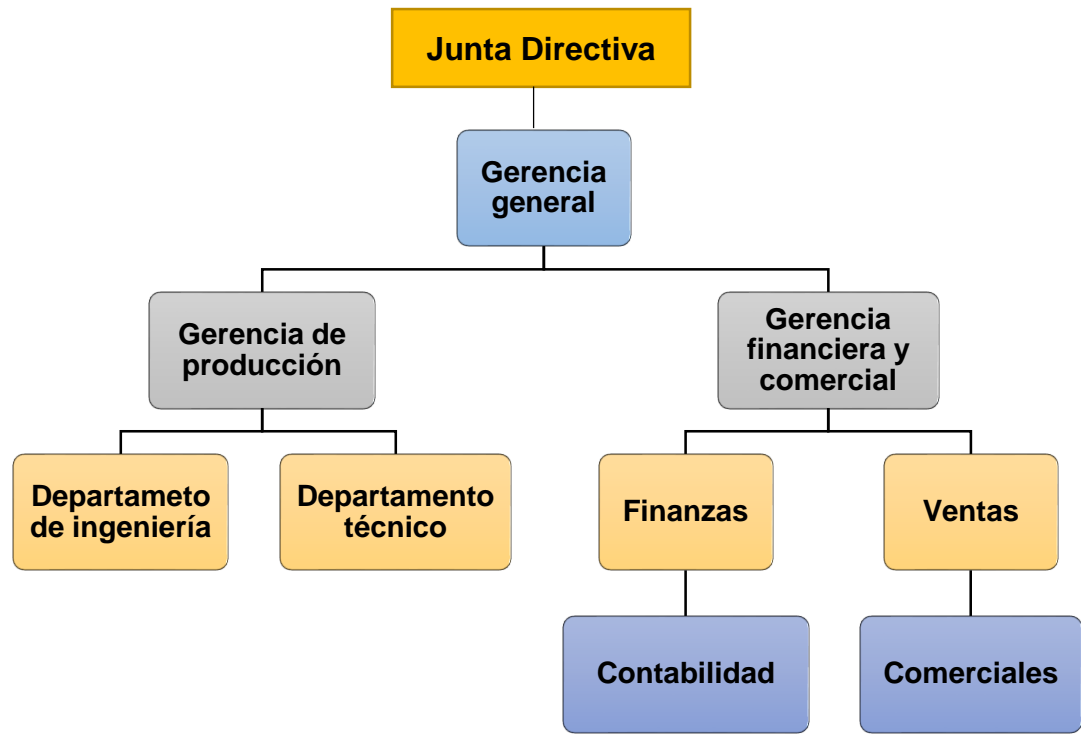 Junta Directiva
Gerencia
general
Gerencia de
producción
Gerencia
financiera y
comercial
Departameto
de ingeniería
Departamento
técnico
Finanzas
Ventas
Contabilidad
Comerciales